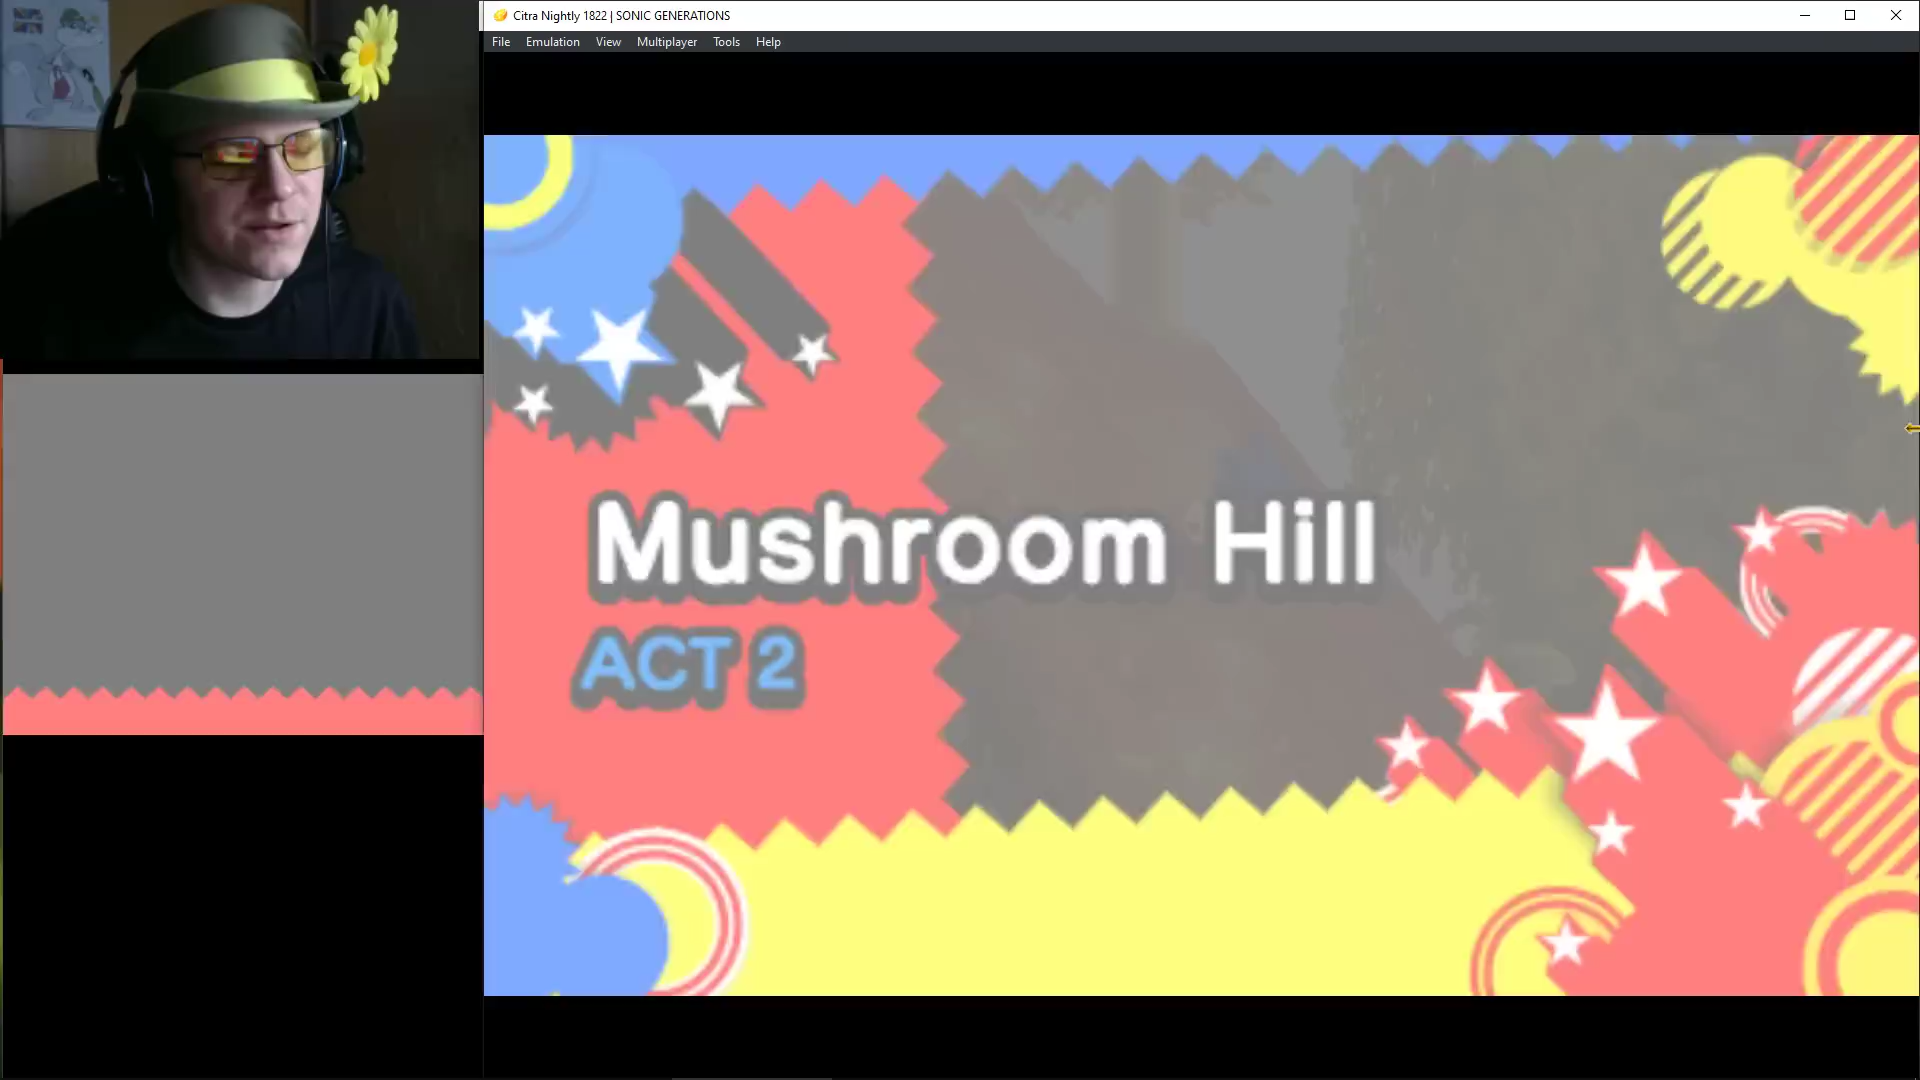 Citra Nightly 1822 | SONIC GENERATIONS
File Emulation View Multiplayer Tools Help
Mushroom Hill
ACT 2